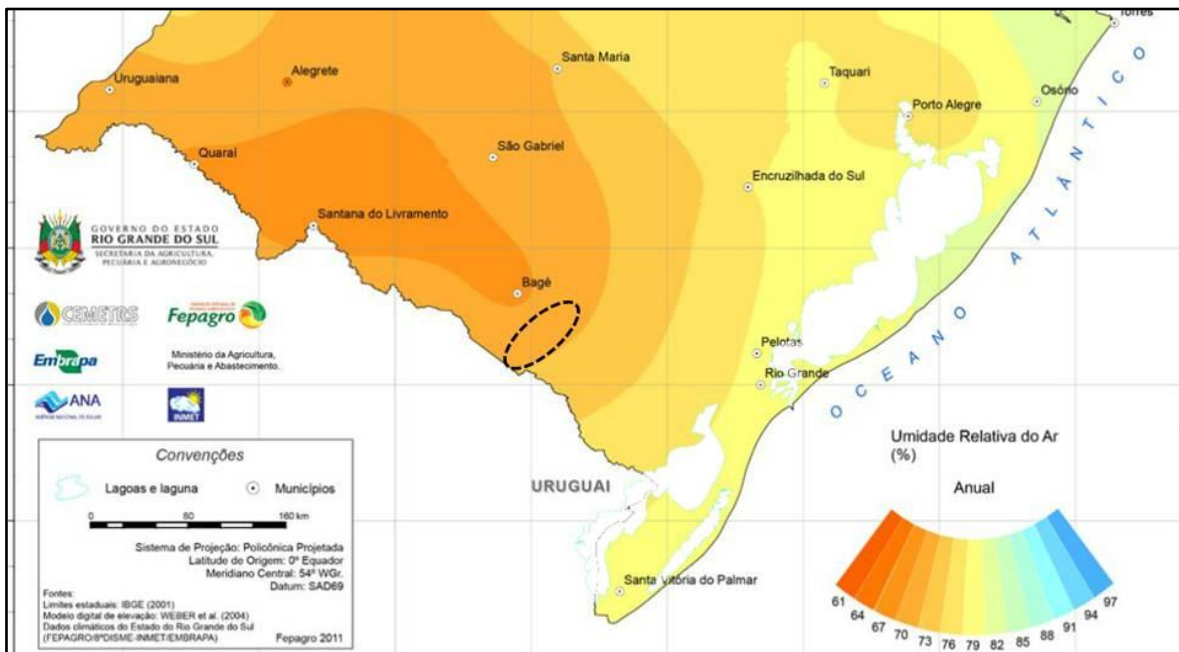 Torres
Santa Maria
Uruguaiana
Alegrete
Taquari
Osório
Porto Alegre
Quaraí
São Gabriel
Encruzilhada do Sul
Santana do Livramento
Bagé
Pelotas
Rio Grande
OCEANO ATLÂNTICO
GOVERNO DO ESTADO
RIO GRANDE DO SUL
SECRETARIA DA AGRICULTURA,
PECUÁRIA E AGRONEGÓCIO
CEMETRS
Fepagro
Embrapa
Ministério da Agricultura,
Pecuária e Abastecimento.
ANA
INMET
URUGUAI
Santa Vitória do Palmar
Convenções
Lagoas e laguna
Municípios
0 80 160 km
Sistema de Projeção: Policônica Projetada
Latitude de Origem: 0º Equador
Meridiano Central: 54º WGr.
Datum: SAD69
Fontes:
Limites estaduais: IBGE (2001)
Modelo digital de elevação: WEBER et al. (2004)
Dados climáticos do Estado do Rio Grande do Sul
(FEPAGRO/8ºDISME-INMET/EMBRAPA)
Fepagro 2011
Umidade Relativa do Ar
(%)
Anual
61 64 67 70 73 76 79 82 85 88 91 94 97